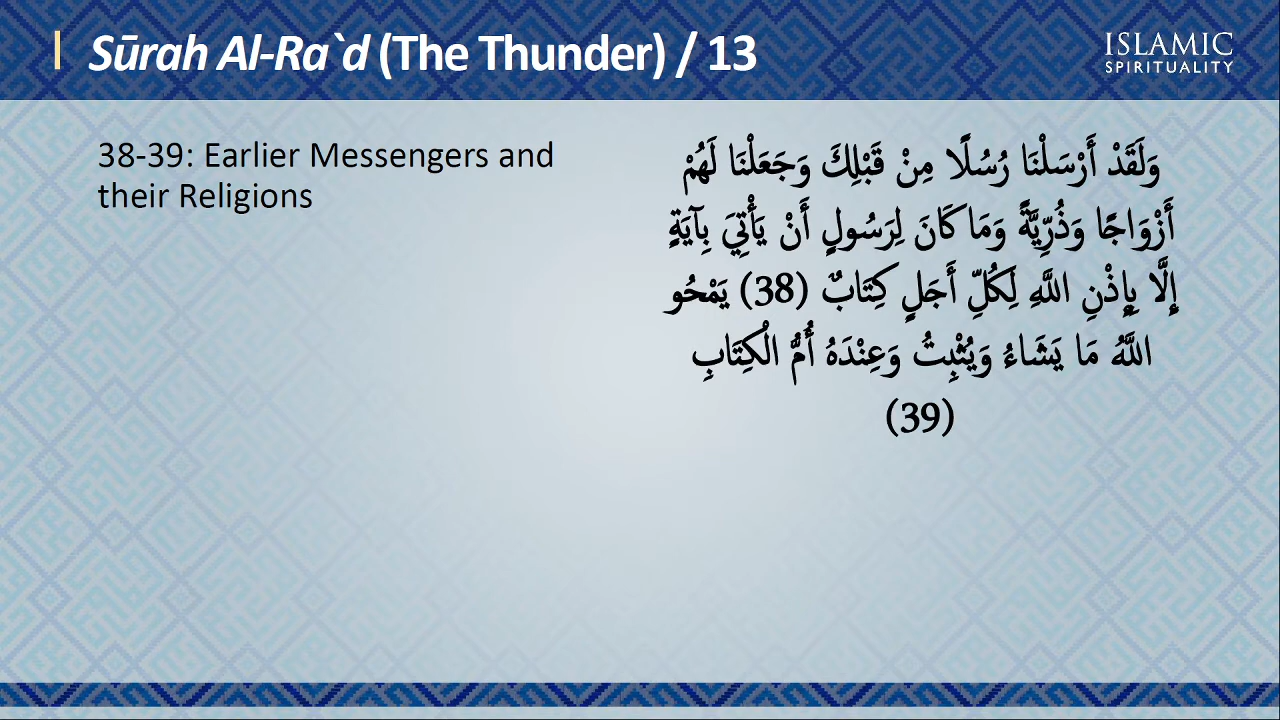 Sūrah Al-Ra`d (The Thunder) / 13
ISLAMIC
SPIRITUALITY
38-39: Earlier Messengers and
their Religions
وَلَقَدْ أَرْسَلْنَا رُسُلًا مِنْ قَبْلِكَ وَجَعَلْنَا لَهُمْ
أَزْوَاجًا وَذُرِّيَّةً وَمَا كَانَ لِرَسُولٍ أَنْ يَأْتِيَ بِآيَةٍ
إِلَّا بِإِذْنِ اللَّهِ لِكُلِّ أَجَلٍ كِتَابٌ (38) يَمْحُو
اللَّهُ مَا يَشَاءُ وَيُثْبِتُ وَعِنْدَهُ أُمُّ الْكِتَابِ
(39)